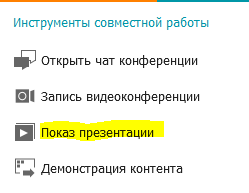 Инструменты совместной работы
Открыть чат конференции
Запись видеоконференции
Показ презентации
Демонстрация контента